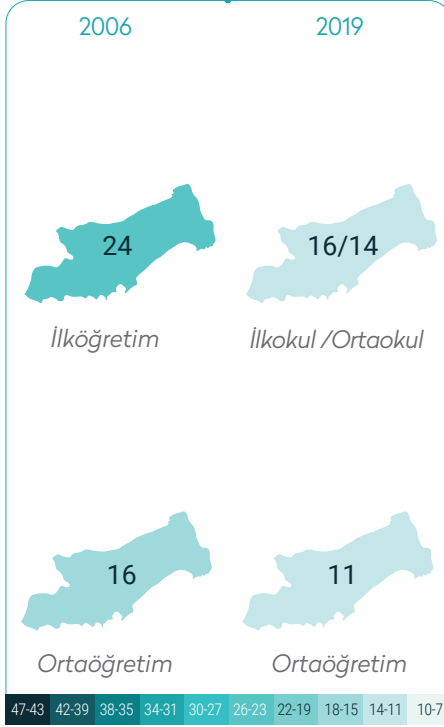 2006 2019
24 16/14
İlköğretim İlkokul /Ortaokul
16 11
Ortaöğretim Ortaöğretim
47-43 42-39 38-35 34-31 30-27 26-23 22-19 18-15 14-11 10-7